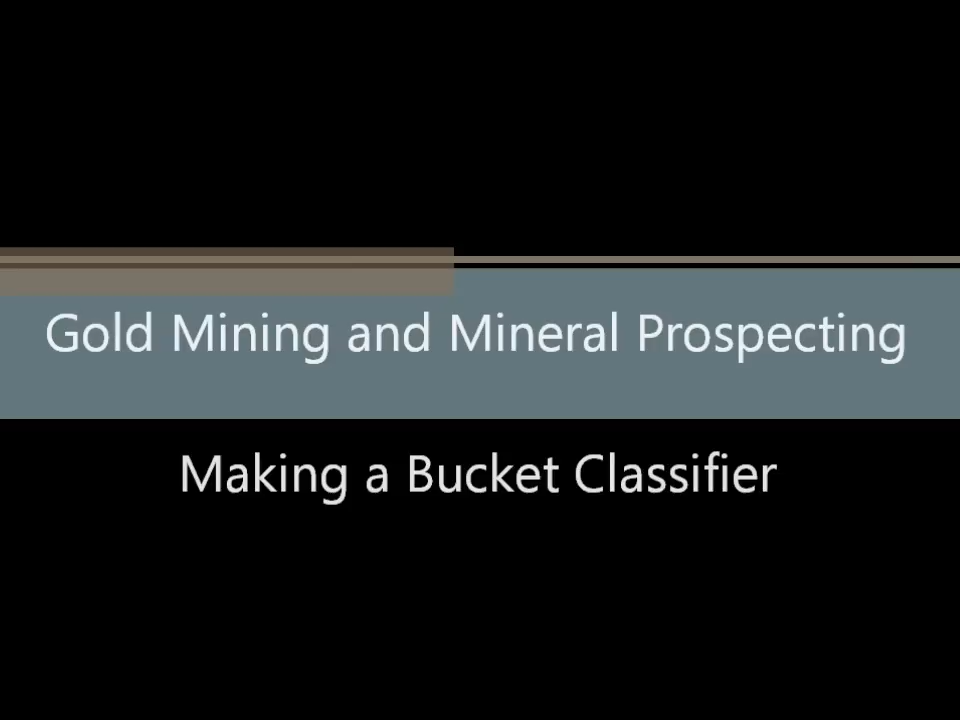 Gold Mining and Mineral Prospecting
Making a Bucket Classifier